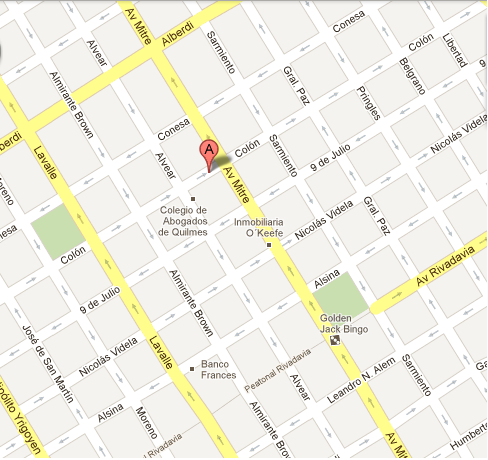 Av Mitre
Alberdi
Conesa
Colón
Libertad
Alvear
Sarmiento
Almirante Brown
Gral. Paz
Belgrano
Pringles
Nicolás Videla
Conesa
Colón
Sarmiento
9 de Julio
Lavalle
Alvear
A
Av Mitre
Colegio de
Abogados
de Quilmes
Inmobiliaria
O´Keefe
Nicolás Videla
Gral. Paz
Colón
Av Rivadavia
Alsina
9 de Julio
Almirante Brown
Golden
Jack Bingo
José de San Martín
Nicolás Videla
Lavalle
Banco
Frances
Peatonal Rivadavia
Alvear
Leandro N. Alem
Sarmiento
Alsina
Moreno
Almirante Brown
Av Mi
Humberto
Hipólito Yrigoyen
Rivadavia